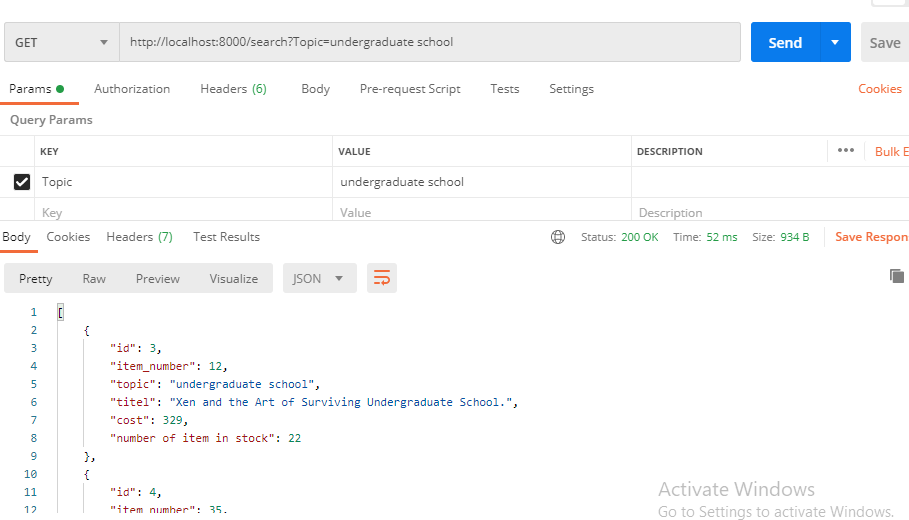 GET http://localhost:8000/search?Topic=undergraduate school Send Save
Params Authorization Headers (6) Body Pre-request Script Tests Settings Cookies
Query Params
KEY VALUE DESCRIPTION ••• Bulk E
Topic undergraduate school
Key Value Description
Body Cookies Headers (7) Test Results Status: 200 OK Time: 52 ms Size: 934 B Save Respon
Pretty Raw Preview Visualize JSON
1 [
2 {
3 "id": 3,
4 "item_number": 12,
5 "topic": "undergraduate school",
6 "titel": "Xen and the Art of Surviving Undergraduate School.",
7 "cost": 329,
8 "number of item in stock": 22
9 },
10 {
11 "id": 4,
12 "item_number": 35,
Activate Windows
Go to Settings to activate Windows.